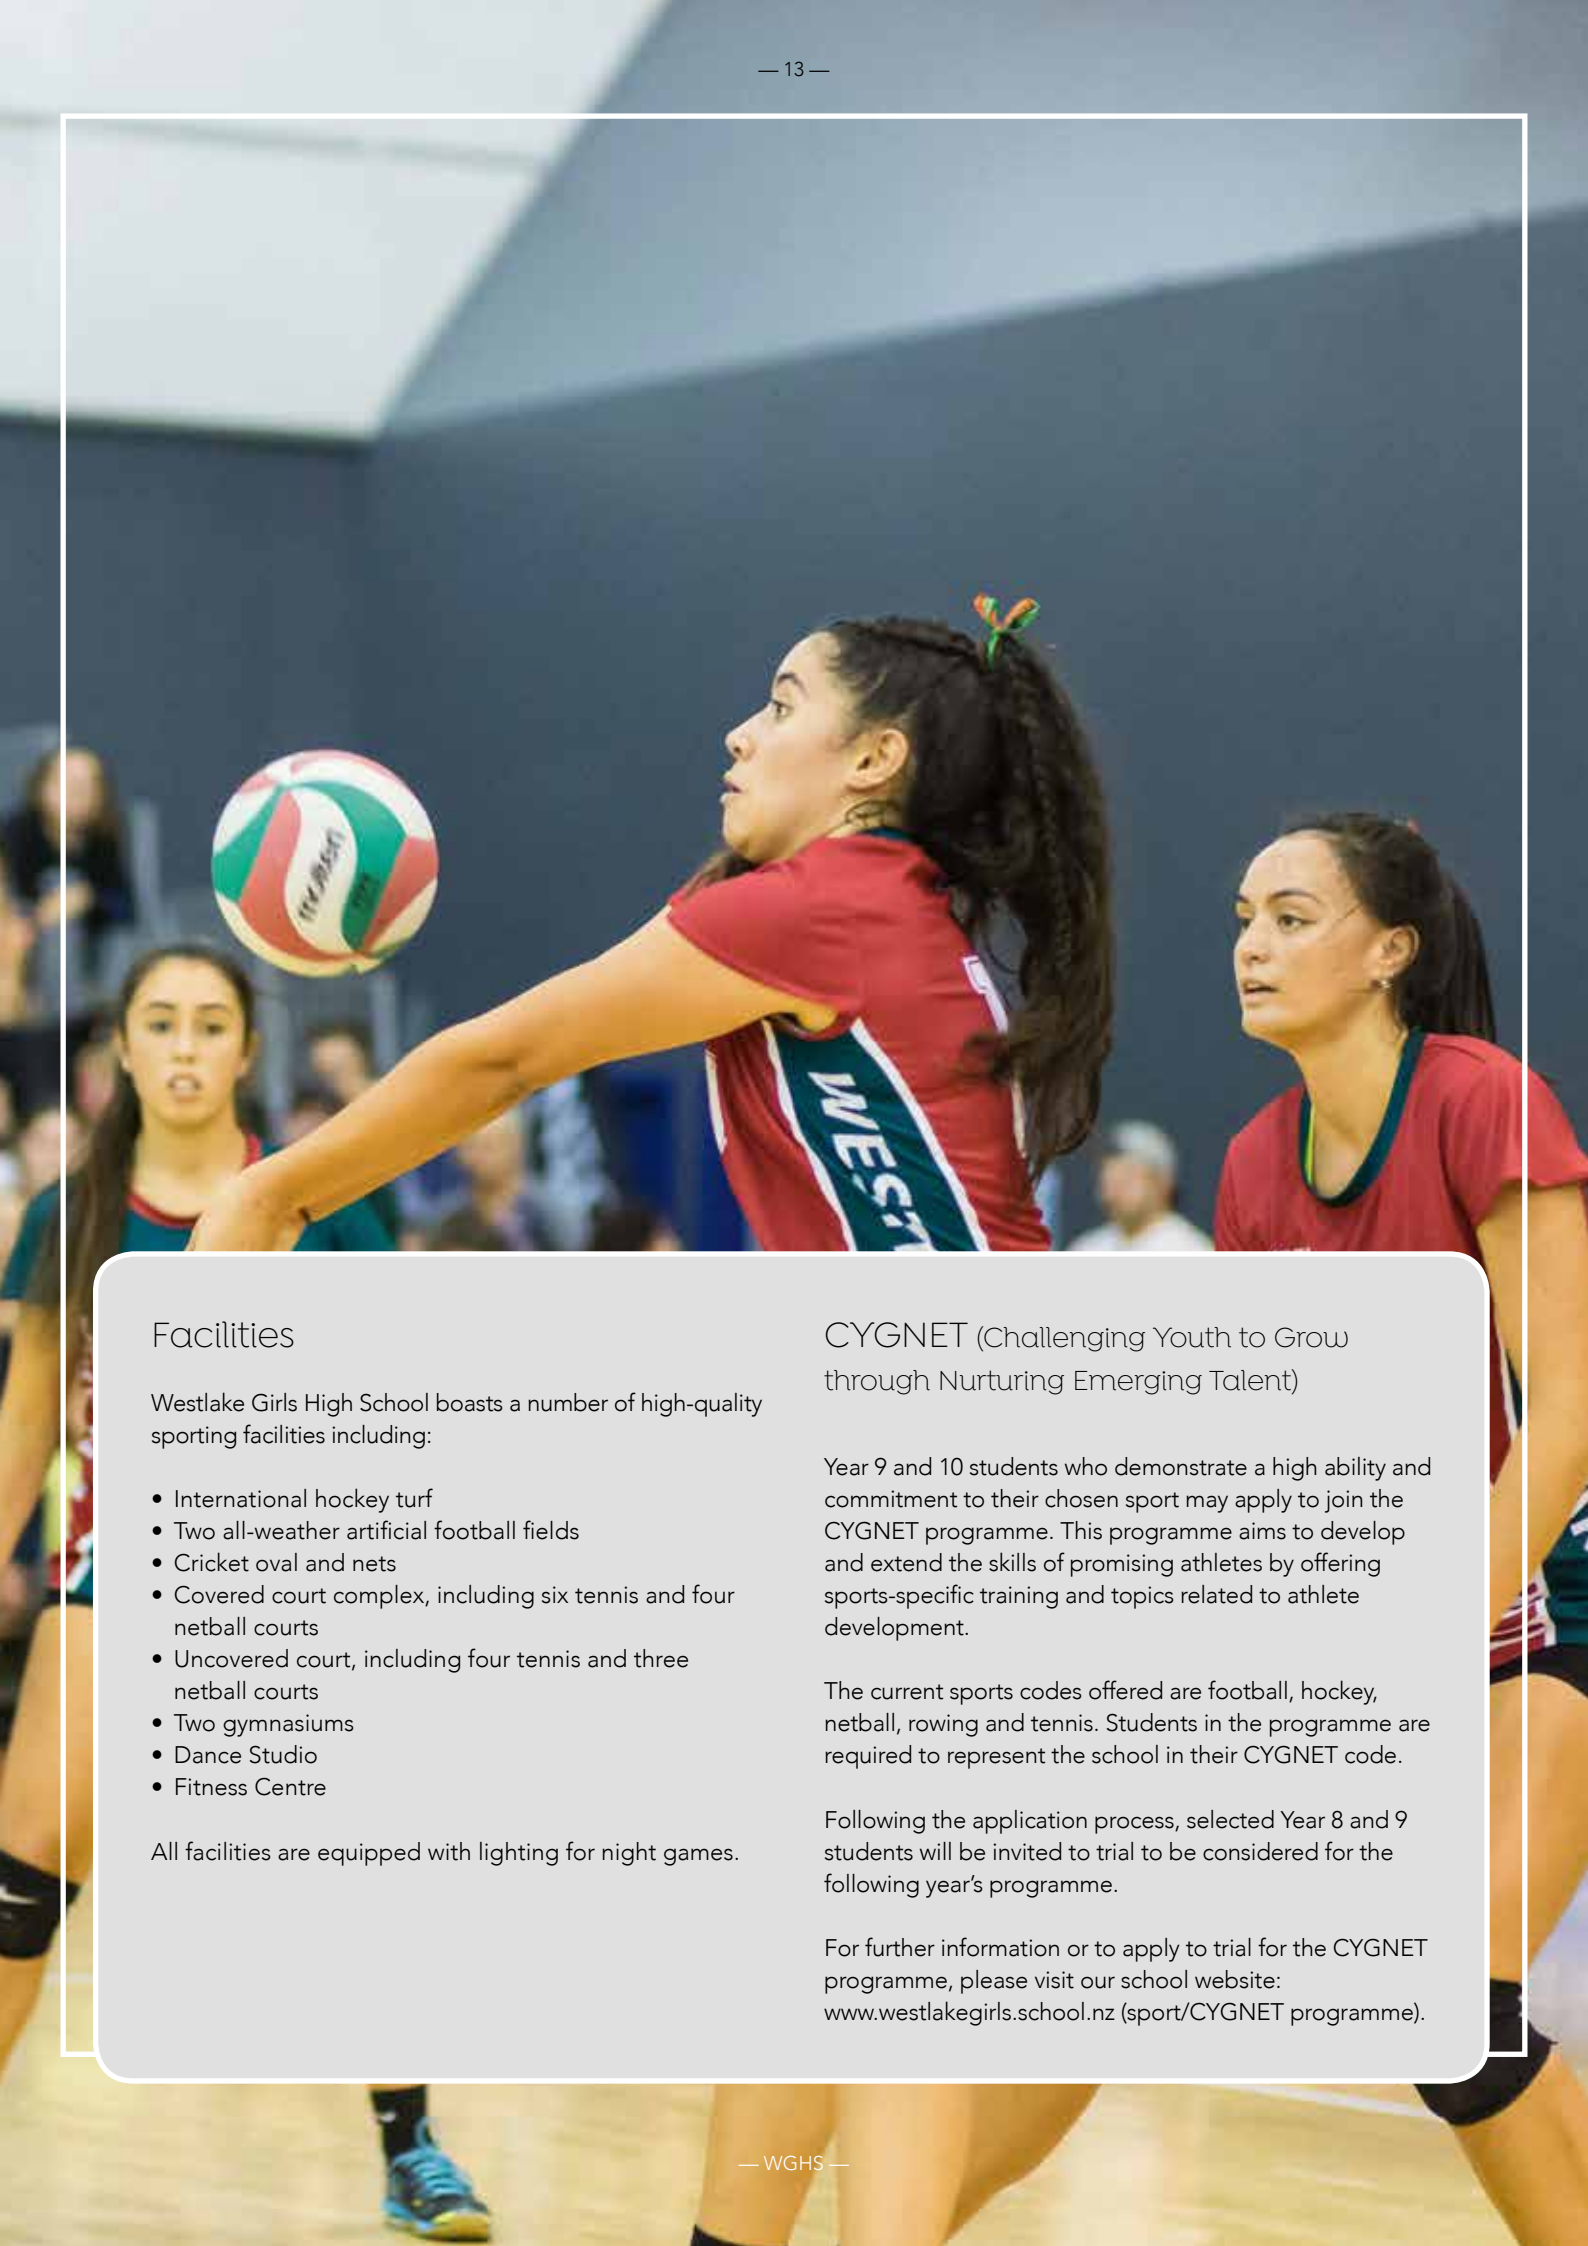 — 13 —
WEST
Facilities
Westlake Girls High School boasts a number of high-quality
sporting facilities including:
• International hockey turf
• Two all-weather artificial football fields
• Cricket oval and nets
• Covered court complex, including six tennis and four
netball courts
• Uncovered court, including four tennis and three
netball courts
• Two gymnasiums
• Dance Studio
• Fitness Centre
All facilities are equipped with lighting for night games.
CYGNET (Challenging Youth to Grow
through Nurturing Emerging Talent)
Year 9 and 10 students who demonstrate a high ability and
commitment to their chosen sport may apply to join the
CYGNET programme. This programme aims to develop
and extend the skills of promising athletes by offering
sports-specific training and topics related to athlete
development.
The current sports codes offered are football, hockey,
netball, rowing and tennis. Students in the programme are
required to represent the school in their CYGNET code.
Following the application process, selected Year 8 and 9
students will be invited to trial to be considered for the
following year’s programme.
For further information or to apply to trial for the CYGNET
programme, please visit our school website:
www.westlakegirls.school.nz (sport/CYGNET programme).
— WGHS —